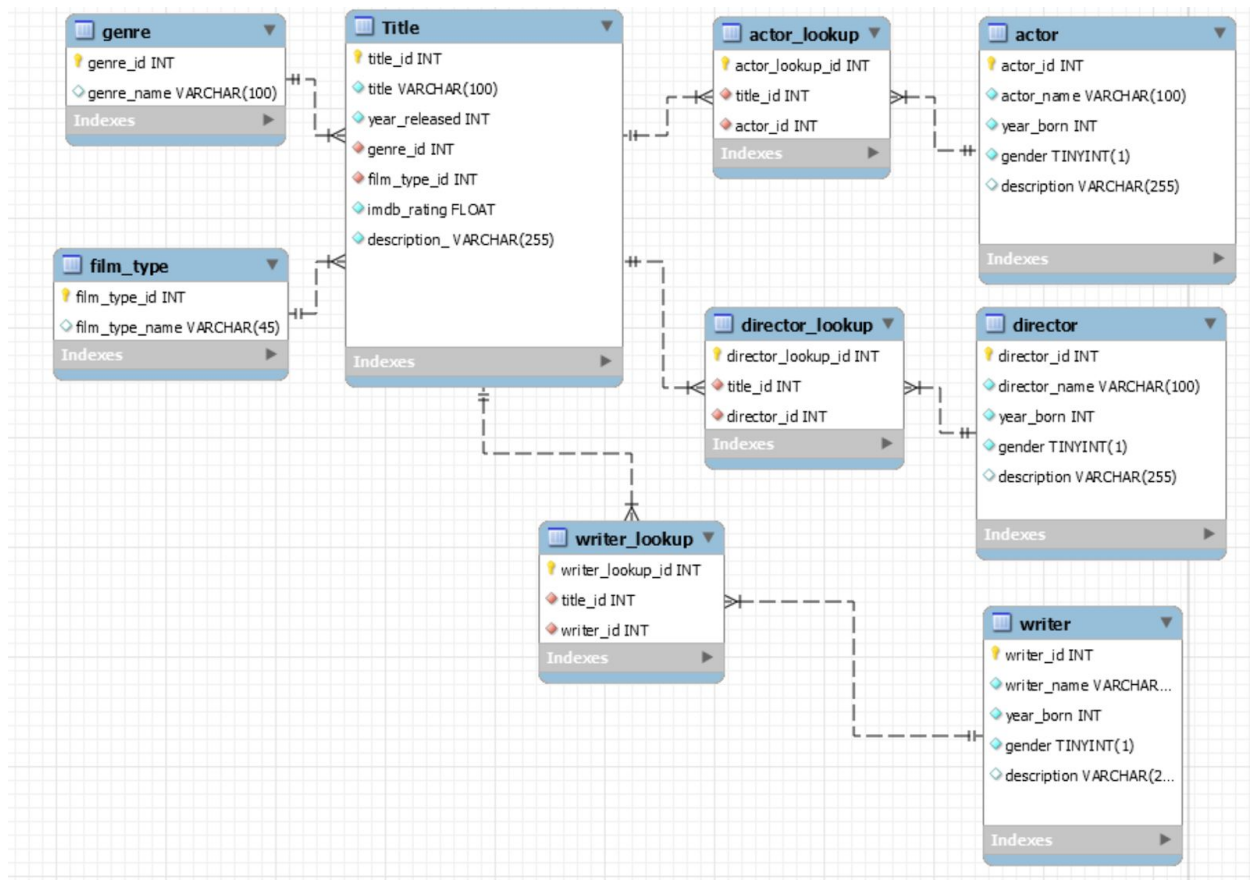 genre
genre_id INT
genre_name VARCHAR(100)
Indexes
Title
title_id INT
title VARCHAR(100)
year_released INT
genre_id INT
film_type_id INT
imdb_rating FLOAT
description_ VARCHAR(255)
Indexes
actor_lookup
actor_lookup_id INT
title_id INT
actor_id INT
Indexes
actor
actor_id INT
actor_name VARCHAR(100)
year_born INT
gender TINYINT(1)
description VARCHAR(255)
Indexes
film_type
film_type_id INT
film_type_name VARCHAR(45)
Indexes
director_lookup
director_lookup_id INT
title_id INT
director_id INT
Indexes
director
director_id INT
director_name VARCHAR(100)
year_born INT
gender TINYINT(1)
description VARCHAR(255)
Indexes
writer_lookup
writer_lookup_id INT
title_id INT
writer_id INT
Indexes
writer
writer_id INT
writer_name VARCHAR...
year_born INT
gender TINYINT(1)
description VARCHAR(2...
Indexes